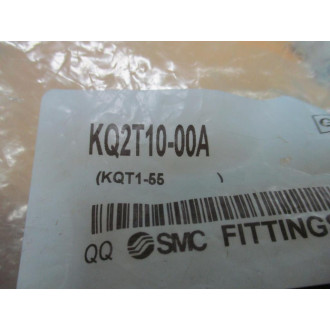 KQ2T10-00A
(KQT1-55 )
QQ SMC FITTING